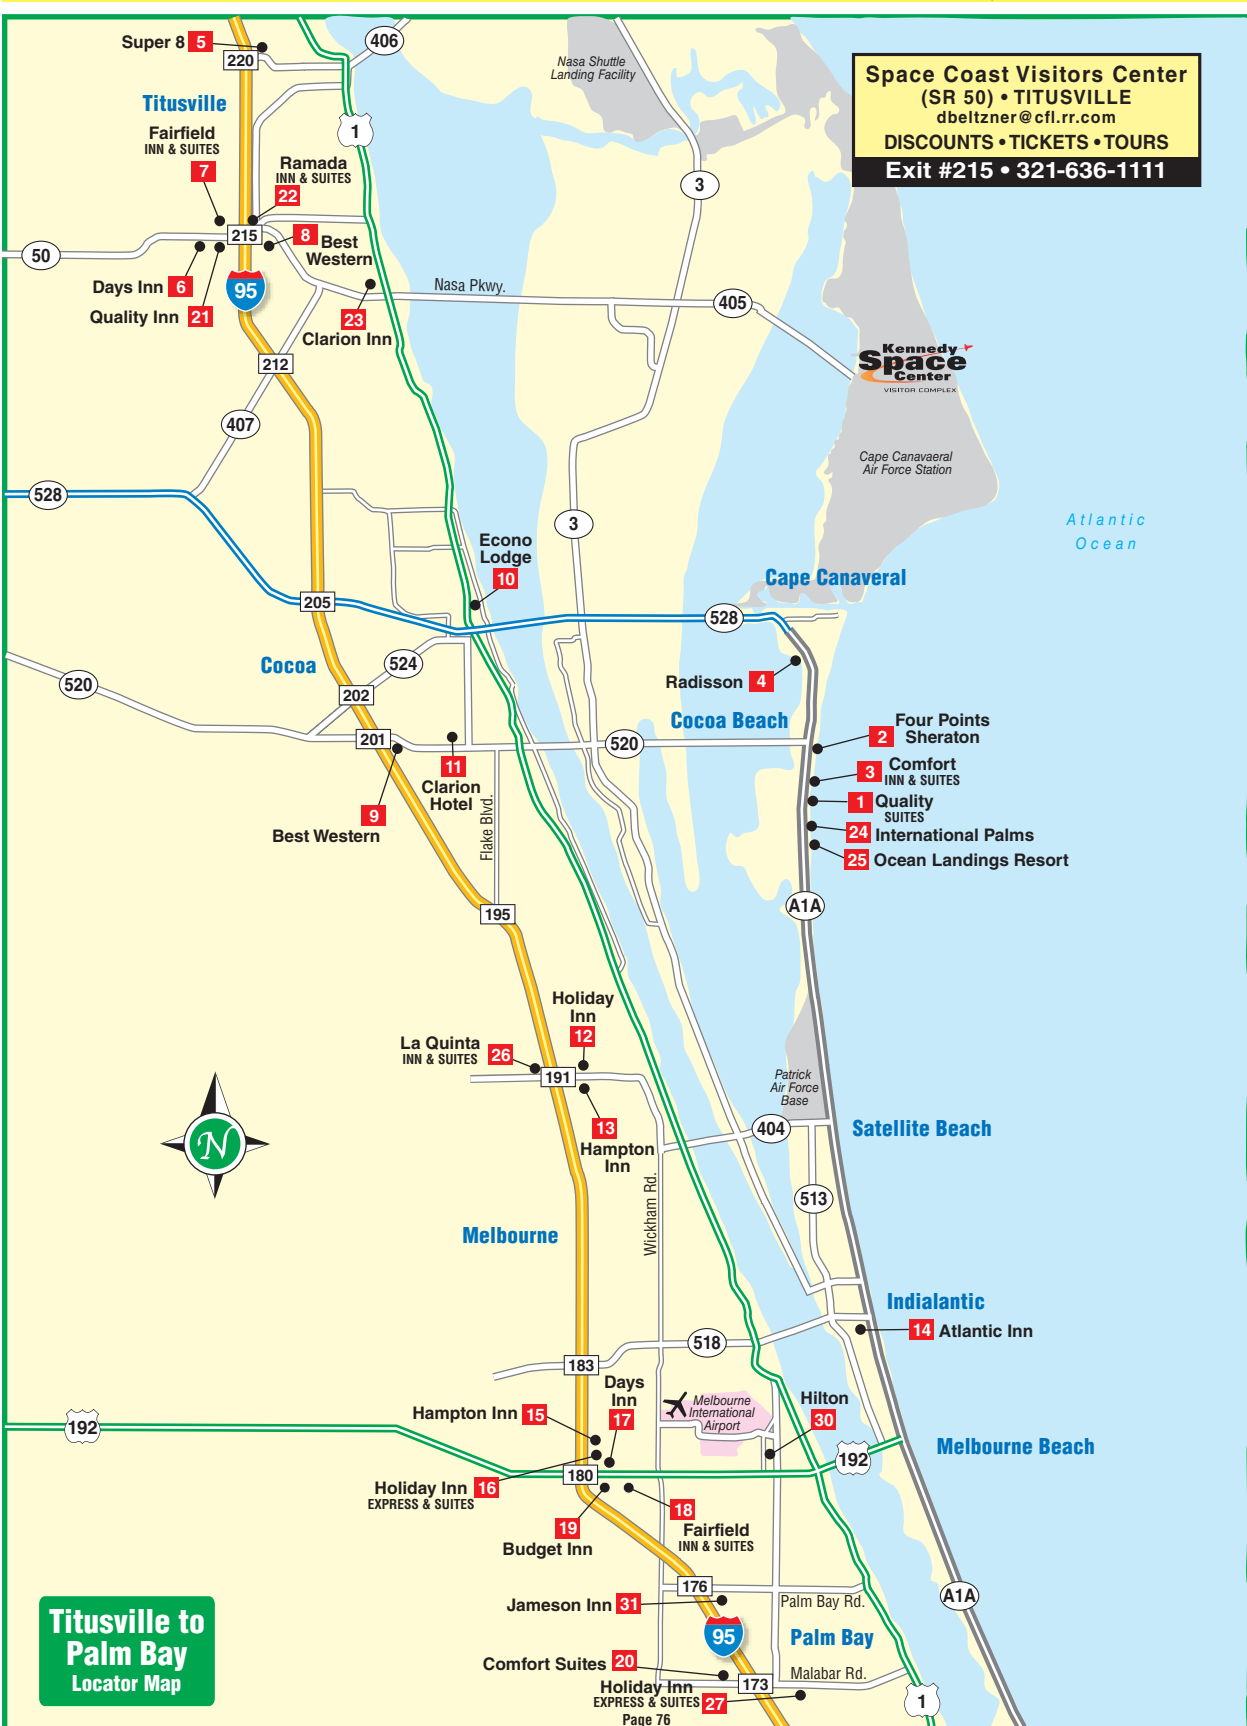 Super 8 5
220
406
Nasa Shuttle
Landing Facility
Space Coast Visitors Center
(SR 50) • TITUSVILLE
dbeltzner@cfl.rr.com
DISCOUNTS • TICKETS • TOURS
Exit #215 • 321-636-1111
Titusville
1
Fairfield
INN & SUITES
7
Ramada
INN & SUITES
22
3
215
8 Best
Western
50
Days Inn 6
95
Quality Inn 21
Nasa Pkwy.
405
23
Clarion Inn
212
Kennedy
Space
Center
VISITOR COMPLEX
407
Cape Canavaeral
Air Force Station
528
3
Atlantic
Ocean
Econo
Lodge
10
Cape Canaveral
205
528
Cocoa
524
520
Radisson 4
202
Cocoa Beach
201
520
2 Four Points
Sheraton
11
Clarion
Hotel
3 Comfort
INN & SUITES
1 Quality
SUITES
9
Best Western
Flake Blvd.
24 International Palms
25 Ocean Landings Resort
A1A
195
Holiday
Inn
12
La Quinta
INN & SUITES
26
191
Patrick
Air Force
Base
13
Hampton
Inn
404
Satellite Beach
N
Wickham Rd.
513
Melbourne
Indialantic
14 Atlantic Inn
518
183
Days
Inn
17
Hampton Inn 15
Melbourne
International
Airport
Hilton
30
192
192
Melbourne Beach
180
Holiday Inn 16
EXPRESS & SUITES
18
Fairfield
INN & SUITES
19
Budget Inn
176
Palm Bay Rd.
A1A
Jameson Inn 31
95
Palm Bay
Titusville to
Palm Bay
Locator Map
Comfort Suites 20
173
Malabar Rd.
Holiday Inn
EXPRESS & SUITES 27
Page 76
1